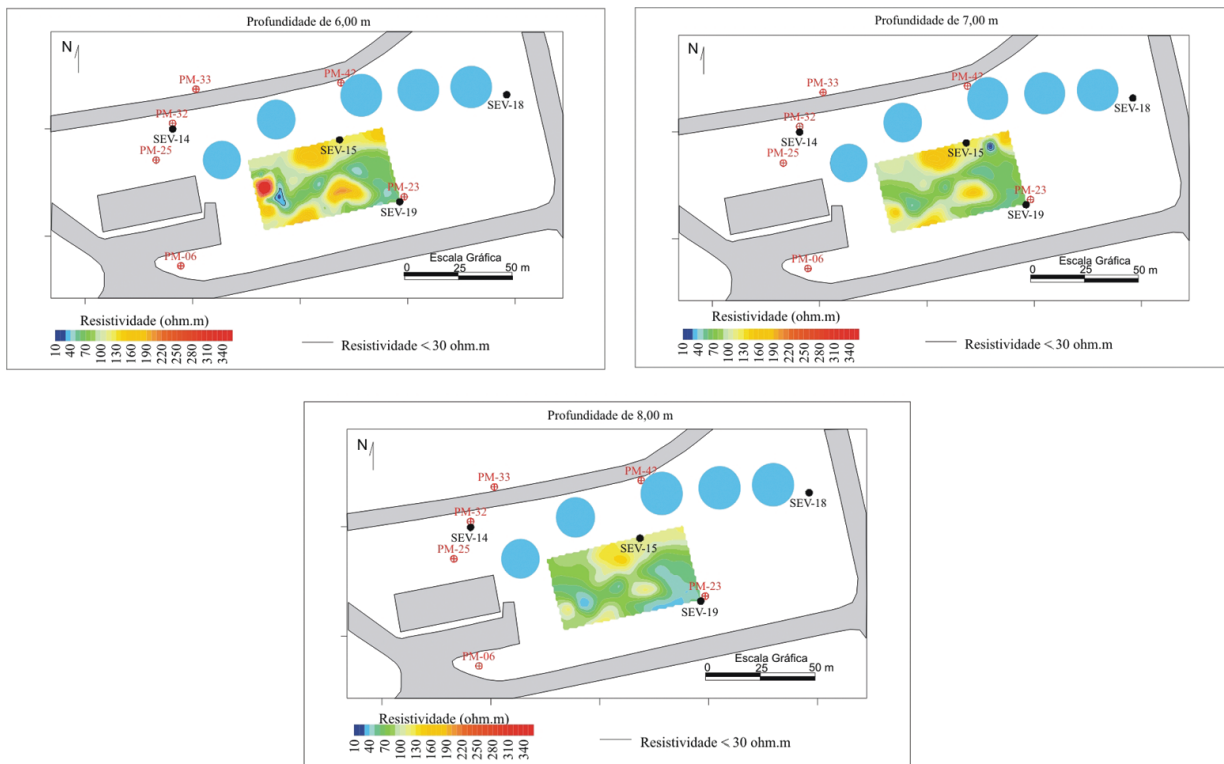 Profundidade de 6,00 m
N
PM-33
PM-42
PM-32
SEV-14
SEV-18
SEV-15
PM-25
PM-23
SEV-19
PM-06
Escala Gráfica
0 25 50 m
Resistividade (ohm.m)
10 40 70 100 130 160 190 220 250 280 310 340
Resistividade < 30 ohm.m
Profundidade de 7,00 m
N
PM-33
PM-42
PM-32
SEV-14
SEV-18
SEV-15
PM-25
PM-23
SEV-19
PM-06
Escala Gráfica
0 25 50 m
Resistividade (ohm.m)
10 40 70 100 130 160 190 220 250 280 310 340
Resistividade < 30 ohm.m
Profundidade de 8,00 m
N
PM-33
PM-42
PM-32
SEV-14
SEV-18
SEV-15
PM-25
PM-23
SEV-19
PM-06
Escala Gráfica
0 25 50 m
Resistividade (ohm.m)
10 40 70 100 130 160 190 220 250 280 310 340
Resistividade < 30 ohm.m